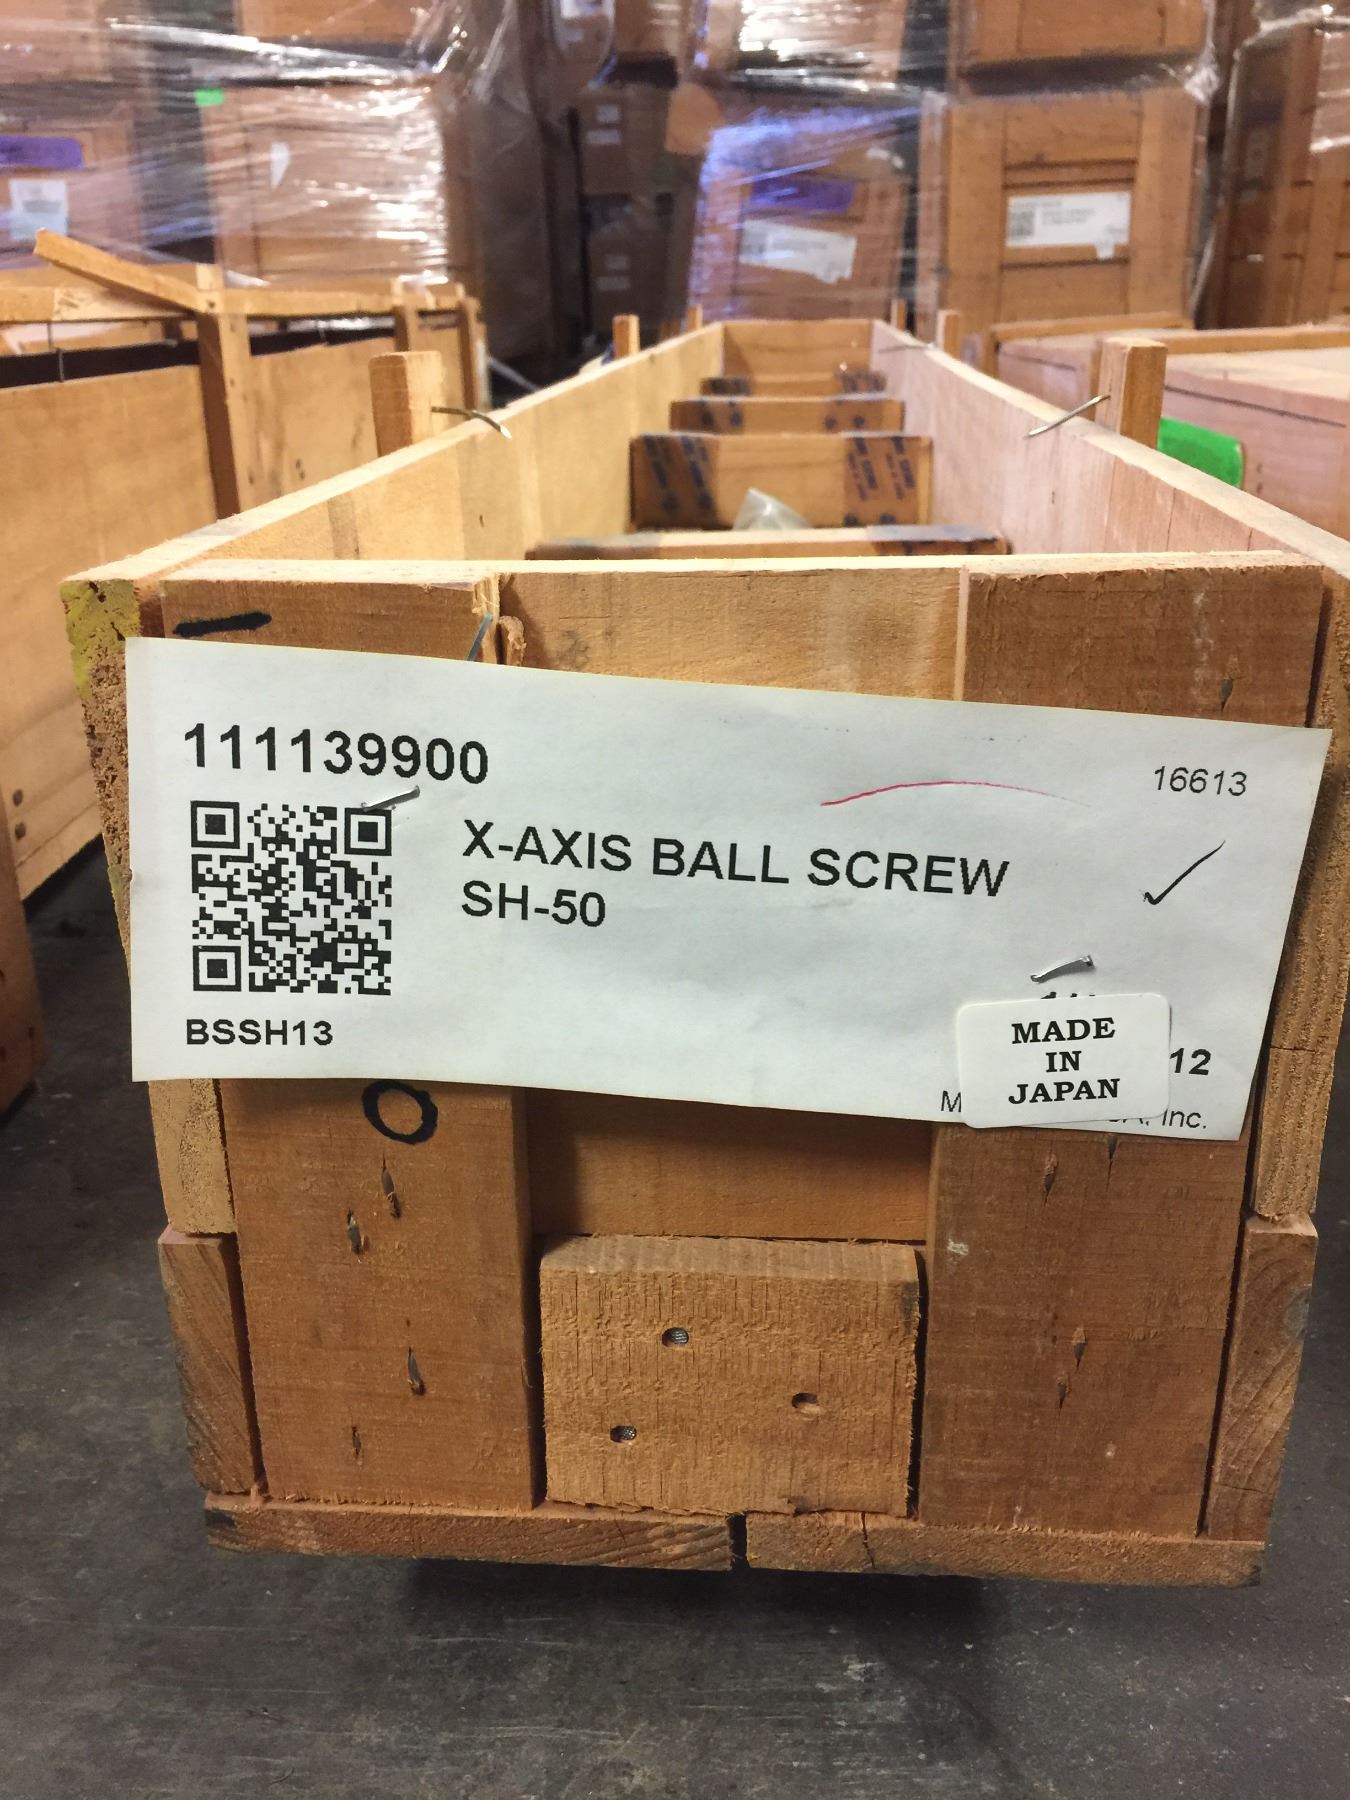 111139900
16613
X-AXIS BALL SCREW
SH-50
BSSH13
MADE
IN
JAPAN
12
Inc.